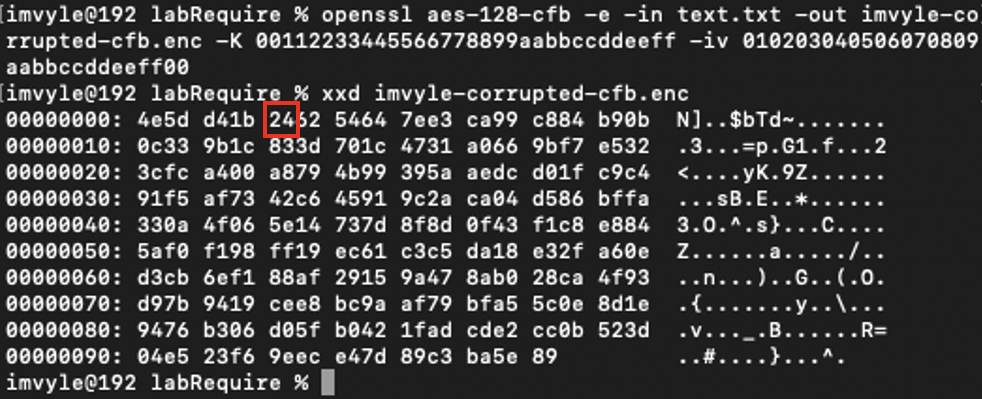 [imvyle@192 labRequire % openssl aes-128-cfb -e -in text.txt -out imvyle-co]
rrupted-cfb.enc -K 00112233445566778899aabbccddeeff -iv 010203040506070809
aabbccddeeff00
[imvyle@192 labRequire % xxd imvyle-corrupted-cfb.enc
00000000: 4e5d d41b 2462 5464 7ee3 ca99 c884 b90b  N]..$bTd~.......
00000010: 0c33 9b1c 833d 701c 4731 a066 9bf7 e532  .3...=p.G1.f...2
00000020: 3cfc a400 a879 4b99 395a aedc d01f c9c4  <....yK.9Z......
00000030: 91f5 af73 42c6 4591 9c2a ca04 d586 bffa  ...sB.E..*......
00000040: 330a 4f06 5e14 737d 8f8d 0f43 f1c8 e884  3.O.^.s}...C....
00000050: 5af0 f198 ff19 ec61 c3c5 da18 e32f a60e  Z......a...../..
00000060: d3cb 6ef1 88af 2915 9a47 8ab0 28ca 4f93  ..n...)..G..(.O.
00000070: d97b 9419 cee8 bc9a af79 bfa5 5c0e 8d1e  .{.......y..\...
00000080: 9476 b306 d05f b042 1fad cde2 cc0b 523d  .v..._.B......R=
00000090: 04e5 23f6 9eec e47d 89c3 ba5e 89  ..#....}...^.
imvyle@192 labRequire %